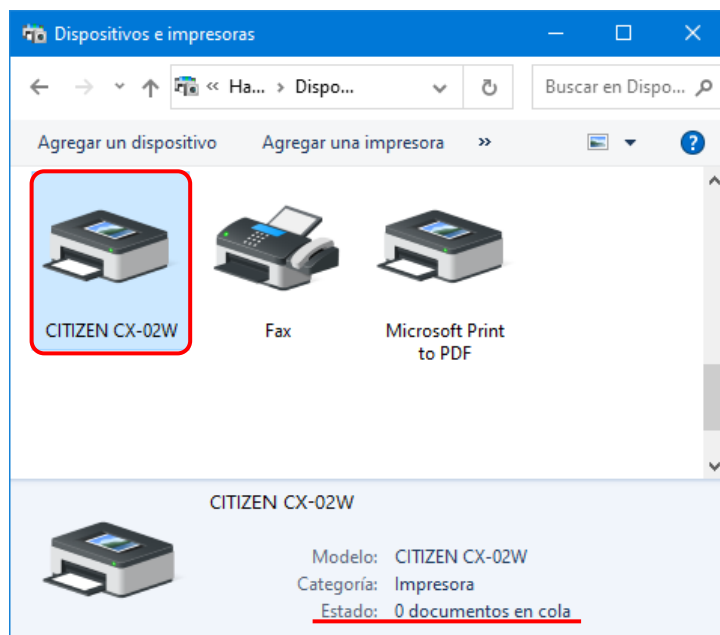 Dispositivos e impresoras
« Ha... › Dispo...
Buscar en Dispo...
Agregar un dispositivo Agregar una impresora »
?
CITIZEN CX-02W
Fax
Microsoft Print
to PDF
CITIZEN CX-02W
Modelo: CITIZEN CX-02W
Categoría: Impresora
Estado: 0 documentos en cola